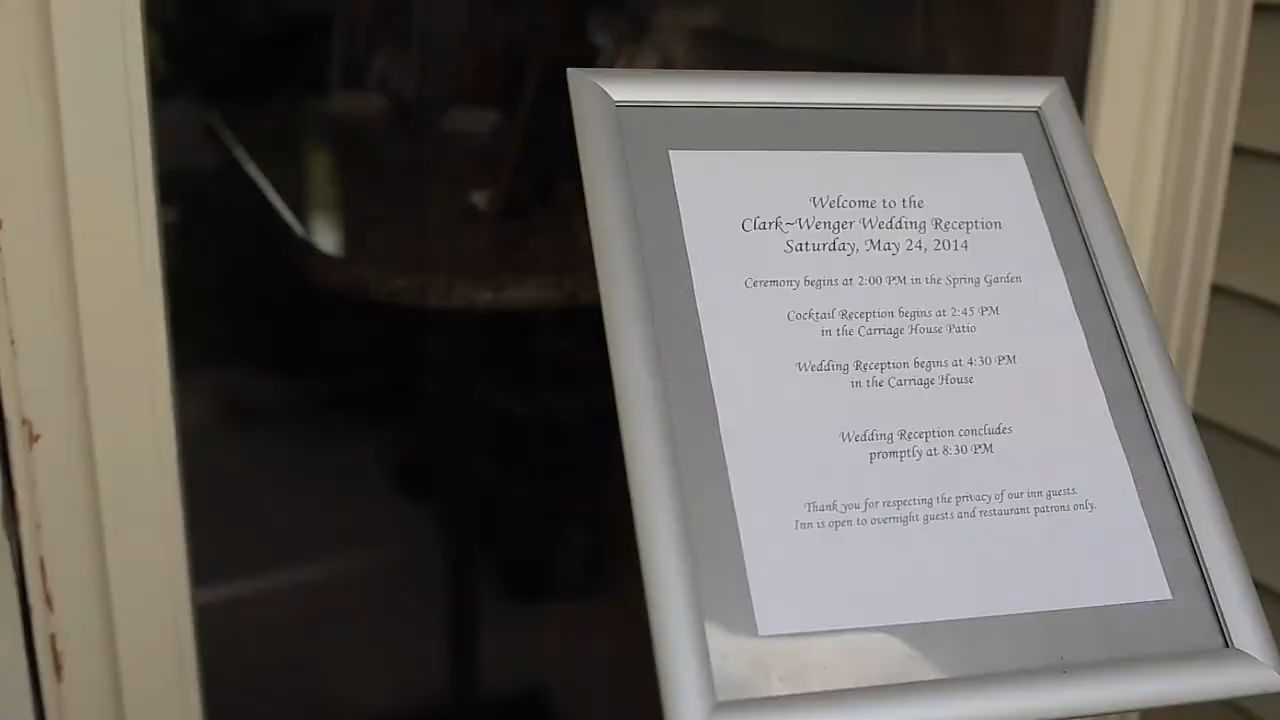 Welcome to the
Clark~Wenger Wedding Reception
Saturday, May 24, 2014
Ceremony begins at 2:00 PM in the Spring Garden
Cocktail Reception begins at 2:45 PM
in the Carriage House Patio
Wedding Reception begins at 4:30 PM
in the Carriage House
Wedding Reception concludes
promptly at 8:30 PM
Thank you for respecting the privacy of our inn guests.
Inn is open to overnight guests and restaurant patrons only.